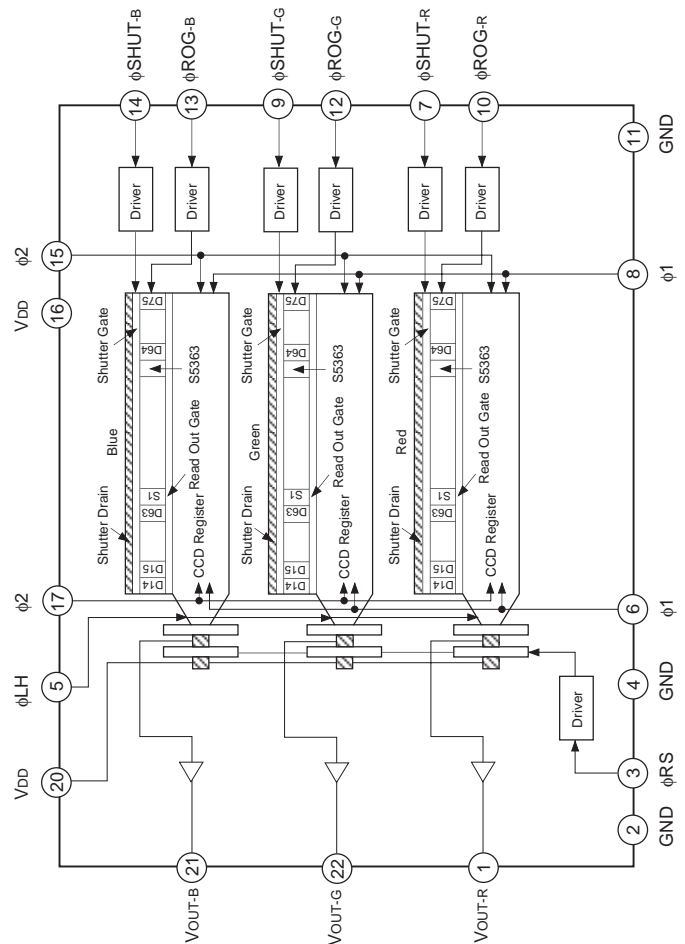 φSHUT-B
φROG-B
φSHUT-G
φROG-G
φSHUT-R
φROG-R
14
13
9
12
7
10
11
GND
Driver
Driver
Driver
Driver
Driver
Driver
φ2
15
8
φ1
VDD
16
D75
D64
S5363
S1
D63
D15
D14
Shutter Gate
Blue
Shutter Drain
Read Out Gate
CCD Register
D75
D64
S5363
S1
D63
D15
D14
Shutter Gate
Green
Shutter Drain
Read Out Gate
CCD Register
D75
D64
S5363
S1
D63
D15
D14
Shutter Gate
Red
Shutter Drain
Read Out Gate
CCD Register
φ2
17
6
φ1
φLH
5
4
GND
Driver
VDD
20
3
φRS
2
GND
21
22
1
VOUT-B
VOUT-G
VOUT-R